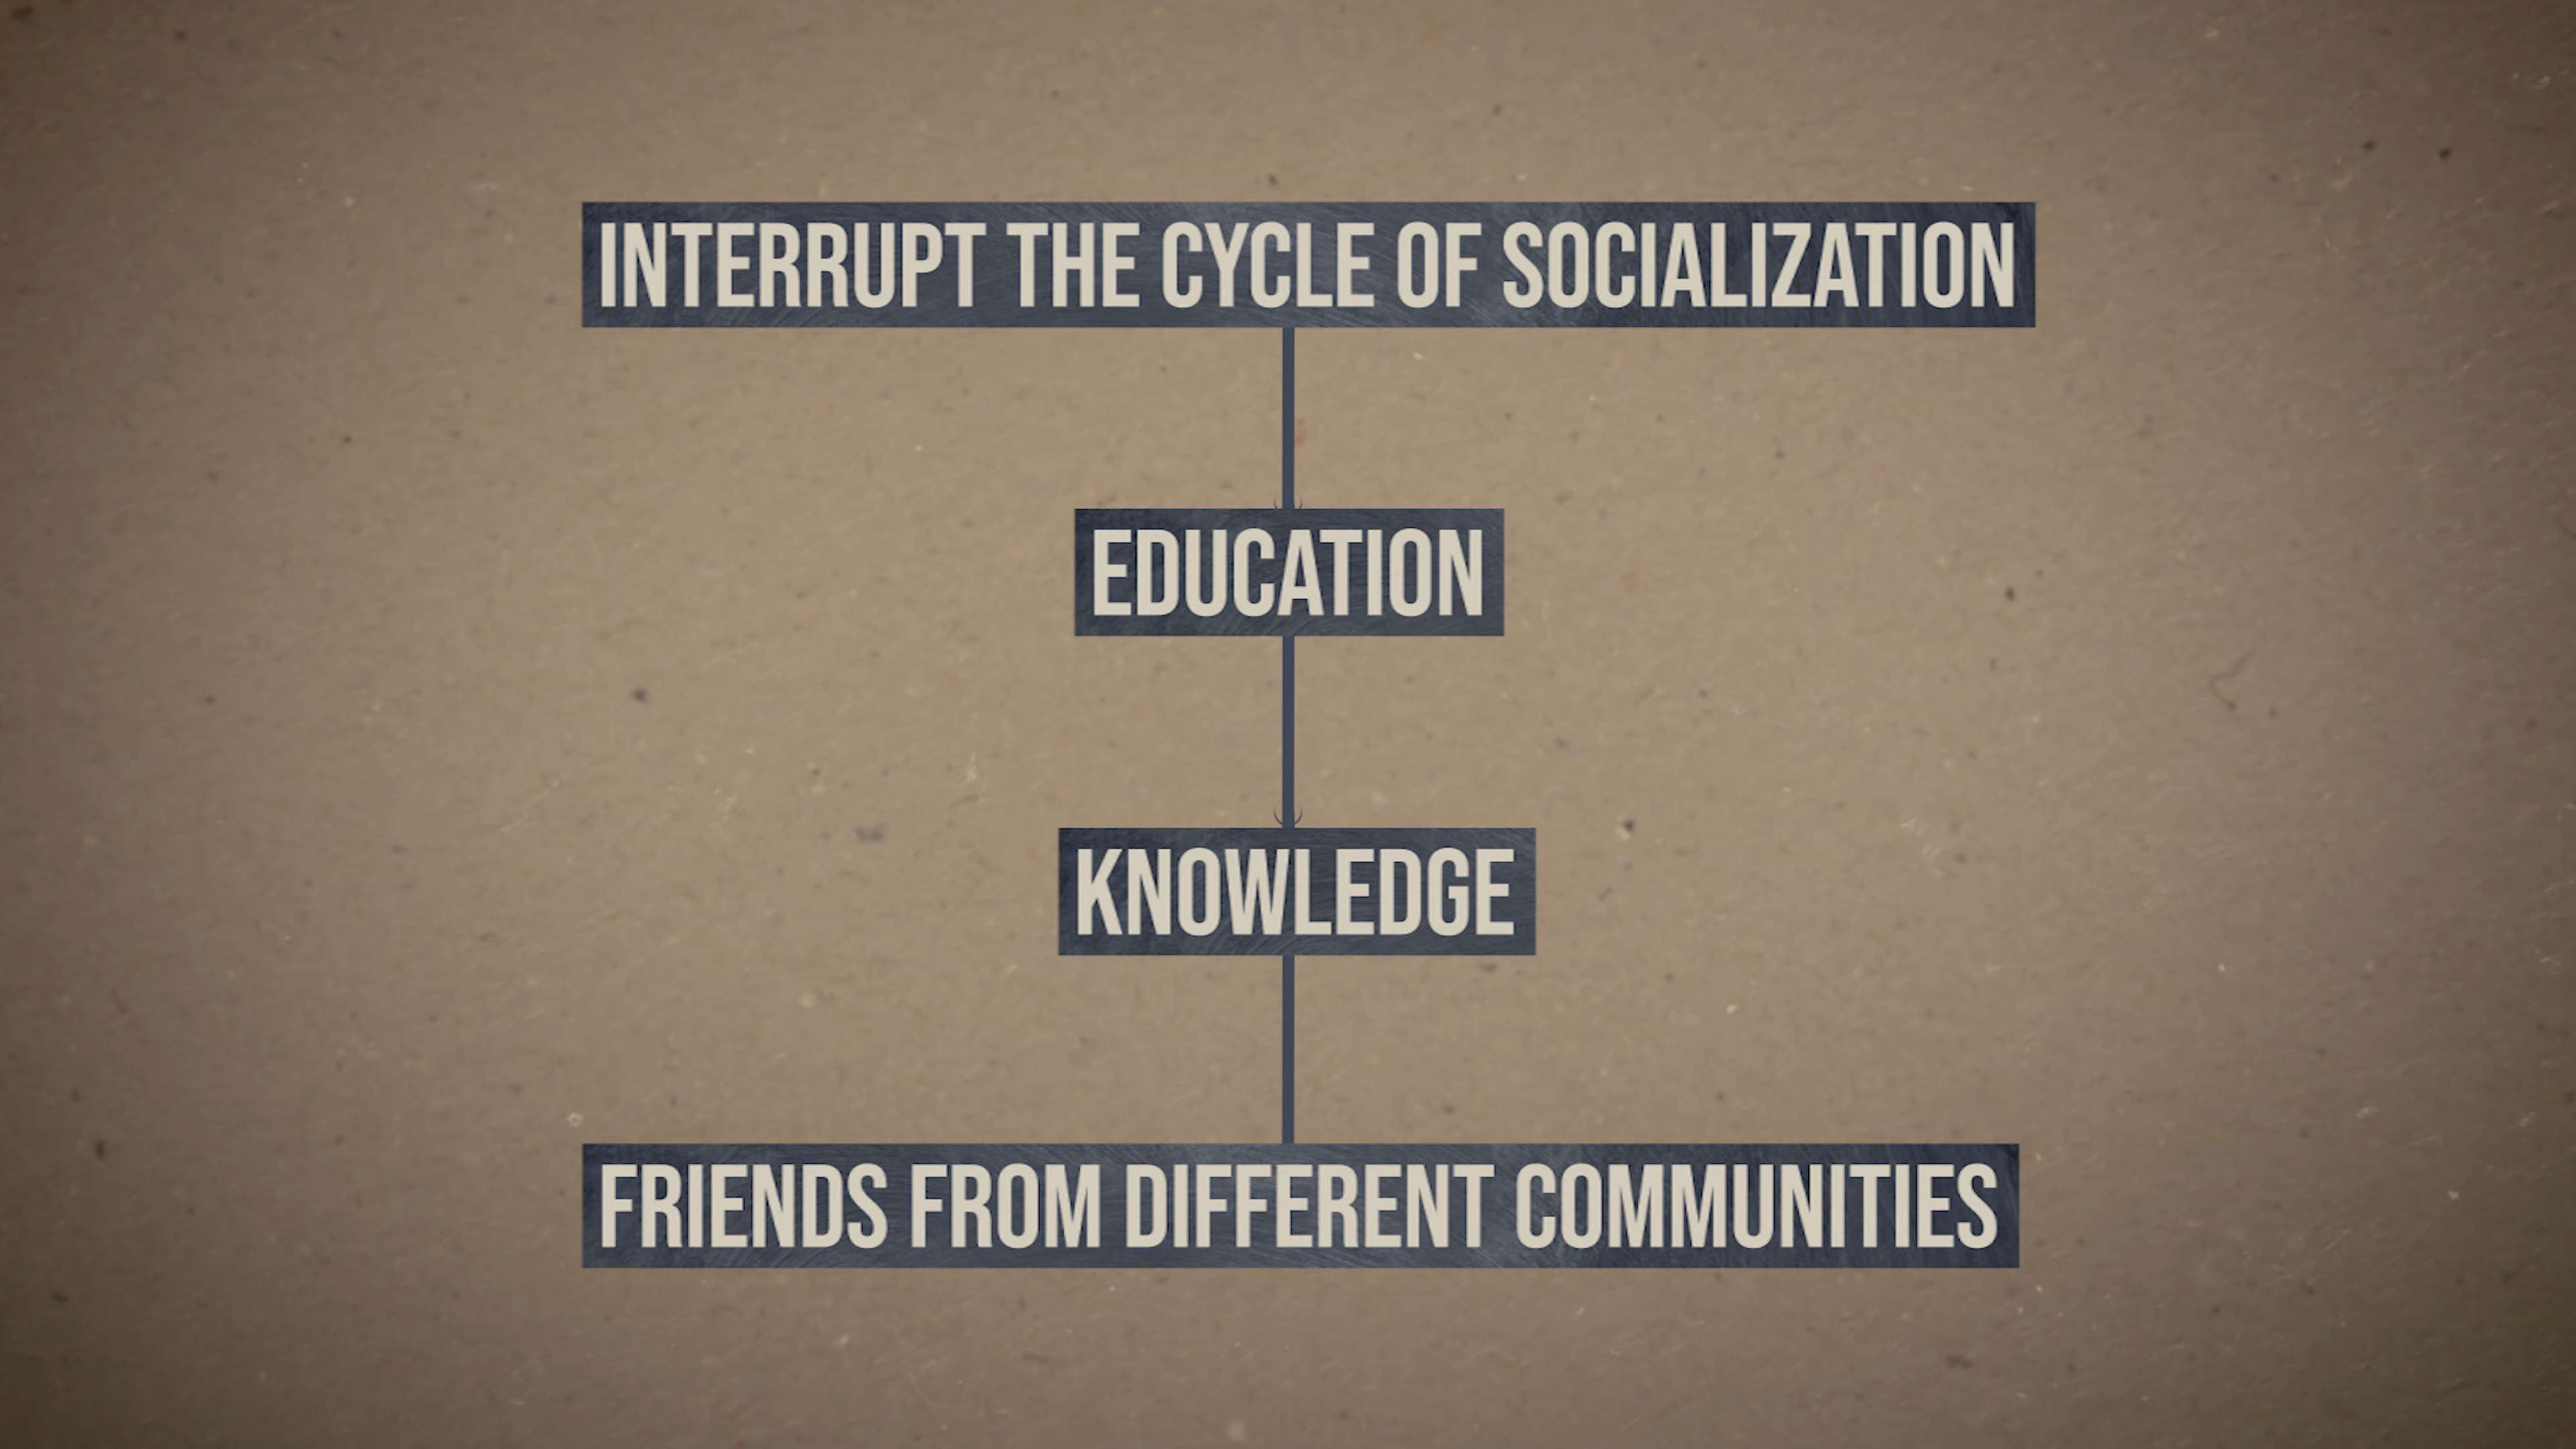 INTERRUPT THE CYCLE OF SOCIALIZATION
EDUCATION
KNOWLEDGE
FRIENDS FROM DIFFERENT COMMUNITIES